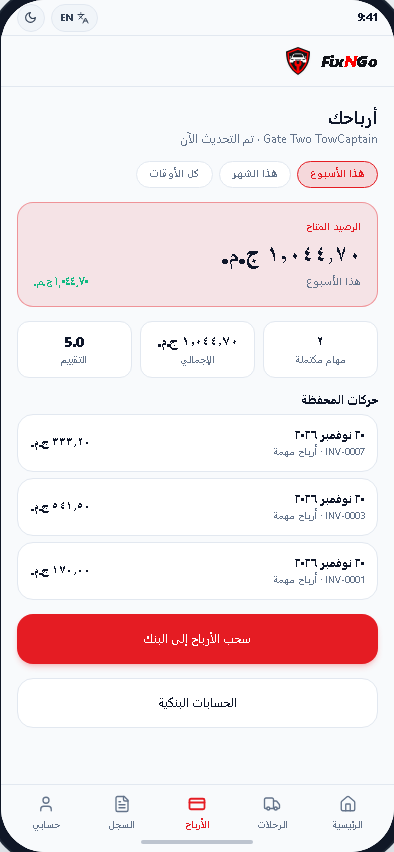 9:41
EN
FixNGo
أرباحك
Gate Two TowCaptain · تم التحديث الآن
هذا الأسبوع
هذا الشهر
كل الأوقات
الرصيد المتاح
١,٠٤٤,٧٠ ج.م.
هذا الأسبوع
١,٠٤٤,٧٠ ج.م.
٢
مهام مكتملة
١,٠٤٤,٧٠ ج.م.
الإجمالي
5.0
التقييم
حركات المحفظة
٣٠ نوفمبر ٢٠٢٦
٣٣٣,٢٠ ج.م.
INV-0007 · أرباح مهمة
٣٠ نوفمبر ٢٠٢٦
٥٤١,٥٠ ج.م.
INV-0003 · أرباح مهمة
٣٠ نوفمبر ٢٠٢٦
١٧٠,٠٠ ج.م.
INV-0001 · أرباح مهمة
سحب الأرباح إلى البنك
الحسابات البنكية
الرئيسية
الرحلات
الأرباح
السجل
حسابي